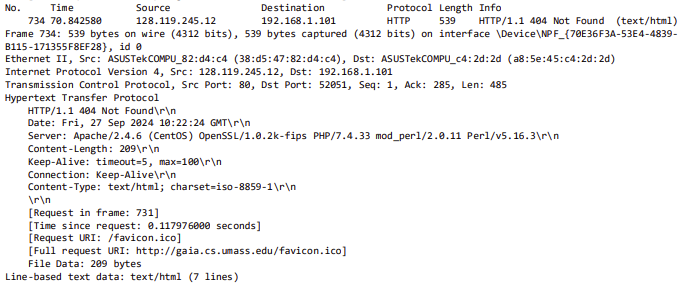 No. Time Source Destination Protocol Length Info
734 70.842580 128.119.245.12 192.168.1.101 HTTP 539 HTTP/1.1 404 Not Found (text/html)
Frame 734: 539 bytes on wire (4312 bits), 539 bytes captured (4312 bits) on interface \Device\NPF_{70E36F3A-53E4-4839-
B115-171355F8EF28}, id 0
Ethernet II, Src: ASUSTekCOMPU_82:d4:c4 (38:d5:47:82:d4:c4), Dst: ASUSTekCOMPU_c4:2d:2d (a8:5e:45:c4:2d:2d)
Internet Protocol Version 4, Src: 128.119.245.12, Dst: 192.168.1.101
Transmission Control Protocol, Src Port: 80, Dst Port: 52051, Seq: 1, Ack: 285, Len: 485
Hypertext Transfer Protocol
HTTP/1.1 404 Not Found\r\n
Date: Fri, 27 Sep 2024 10:22:24 GMT\r\n
Server: Apache/2.4.6 (CentOS) OpenSSL/1.0.2k-fips PHP/7.4.33 mod_perl/2.0.11 Perl/v5.16.3\r\n
Content-Length: 209\r\n
Keep-Alive: timeout=5, max=100\r\n
Connection: Keep-Alive\r\n
Content-Type: text/html; charset=iso-8859-1\r\n
\r\n
[Request in frame: 731]
[Time since request: 0.117976000 seconds]
[Request URI: /favicon.ico]
[Full request URI: http://gaia.cs.umass.edu/favicon.ico]
File Data: 209 bytes
Line-based text data: text/html (7 lines)